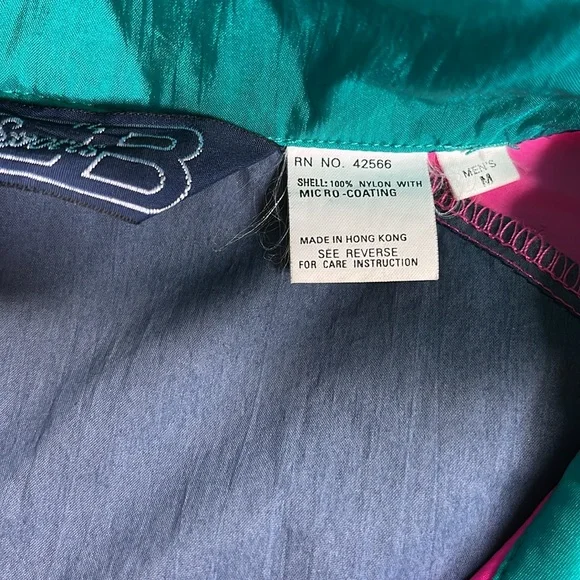 B
RN NO. 42566
SHELL: 100% NYLON WITH
MICRO-COATING
MADE IN HONG KONG
SEE REVERSE
FOR CARE INSTRUCTION
MEN'S
M